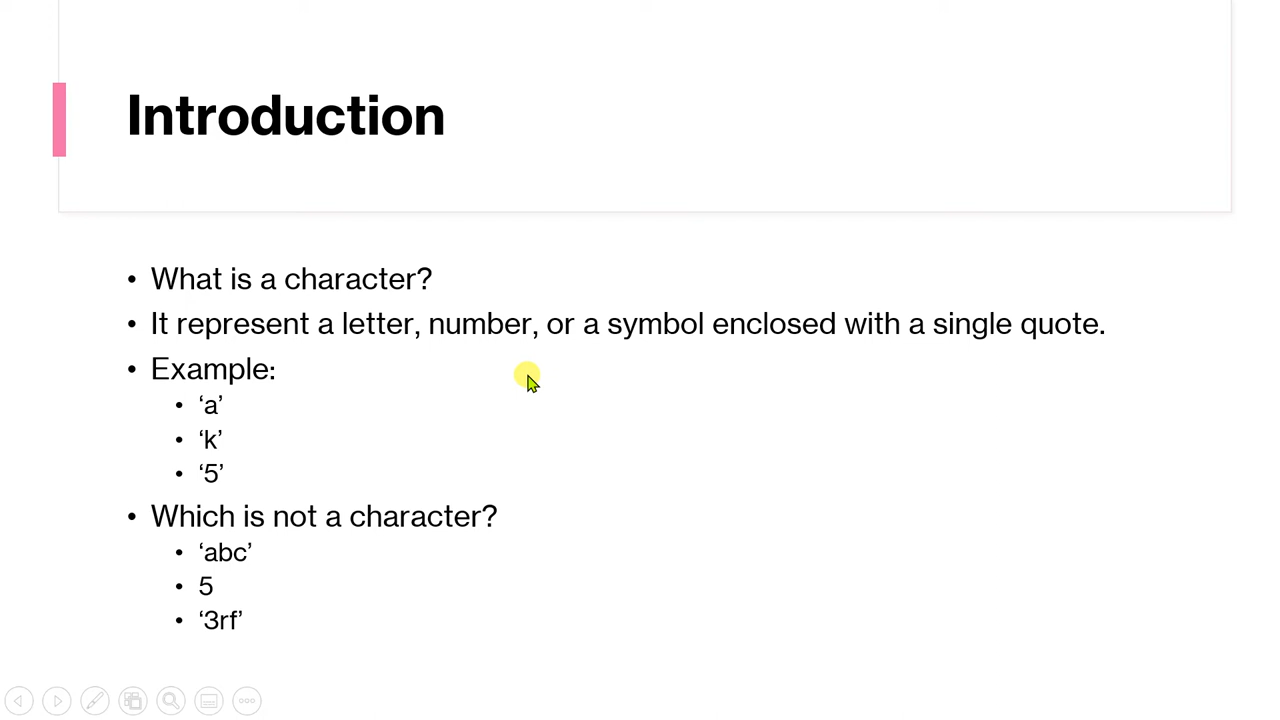 Introduction
• What is a character?
• It represent a letter, number, or a symbol enclosed with a single quote.
• Example:
• ‘a’
• ‘k’
• ‘5’
• Which is not a character?
• ‘abc’
• 5
• ‘3rf’